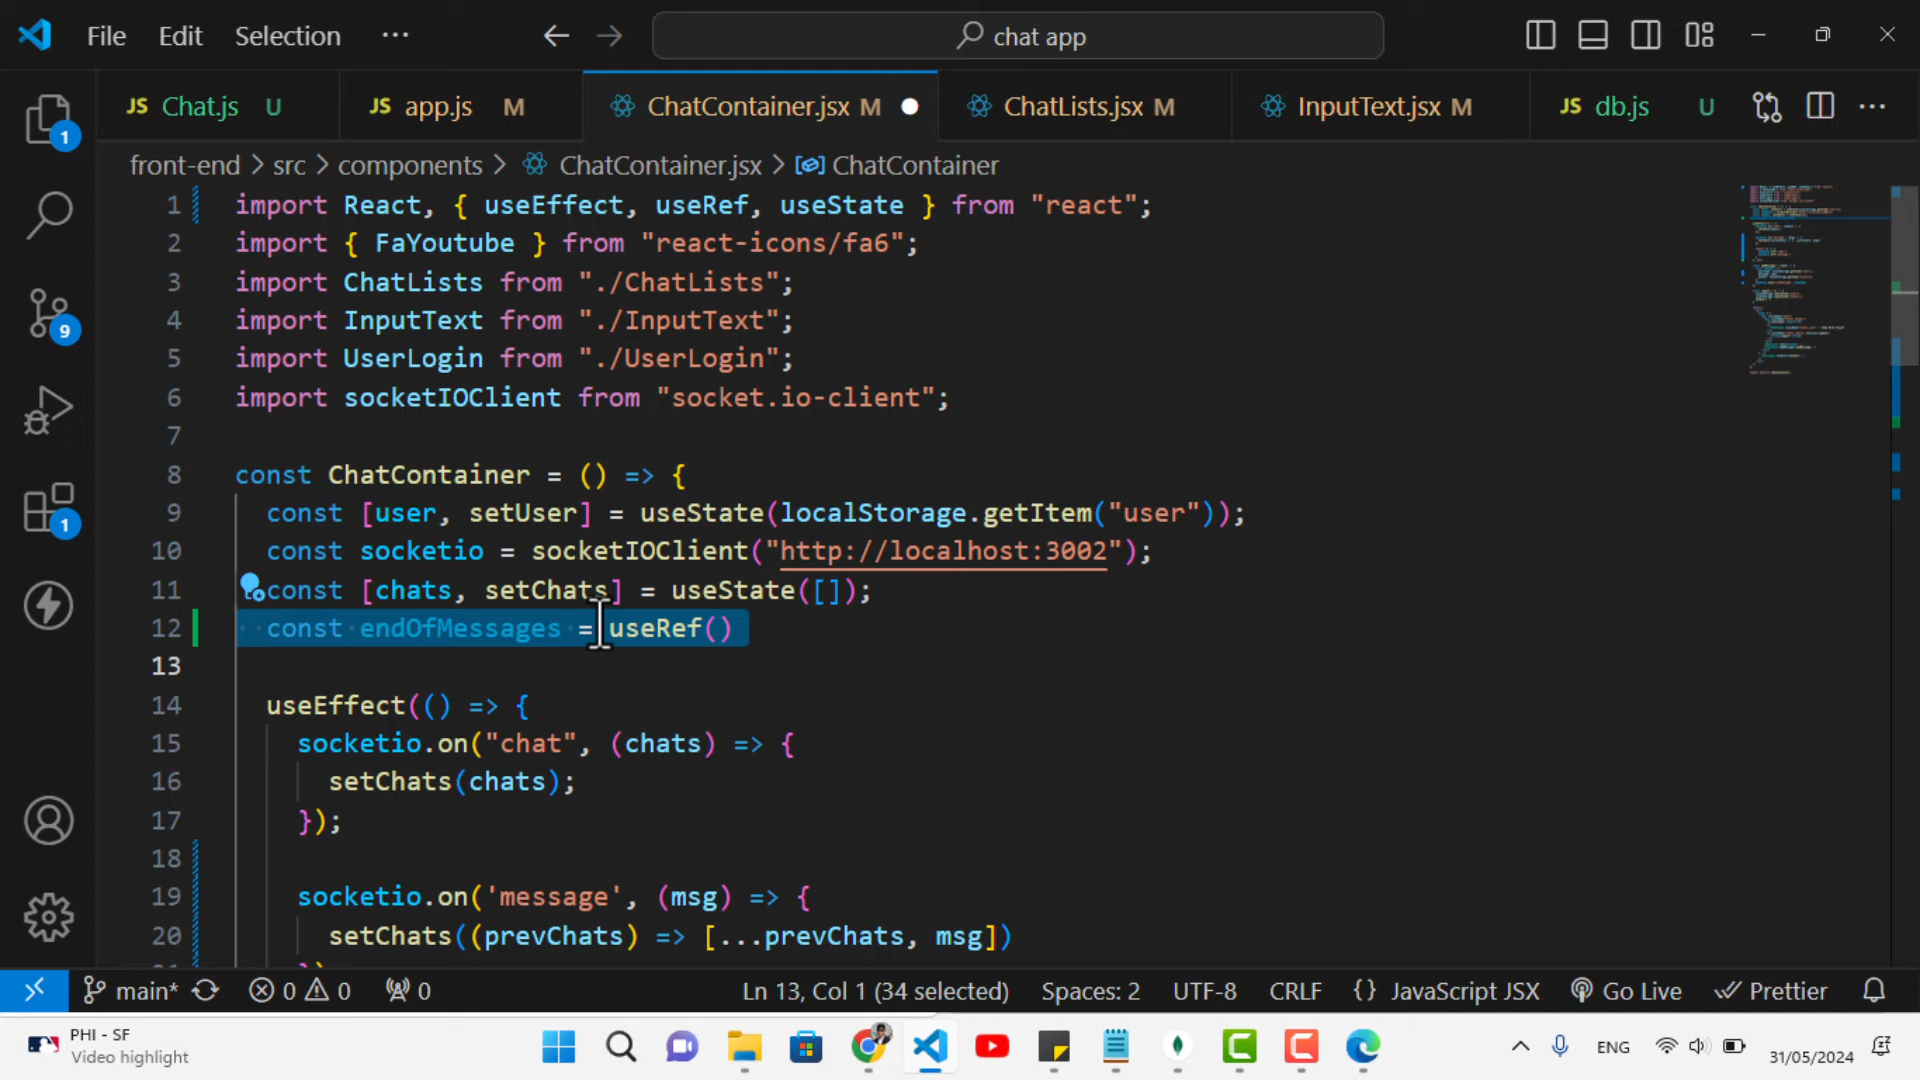 File Edit Selection ··· chat app
JS Chat.js U JS app.js M ChatContainer.jsx M ChatLists.jsx M InputText.jsx M JS db.js U ···
front-end > src > components > ChatContainer.jsx > ChatContainer
1 import React, { useEffect, useRef, useState } from "react";
2 import { FaYoutube } from "react-icons/fa6";
3 import ChatLists from "./ChatLists";
4 import InputText from "./InputText";
5 import UserLogin from "./UserLogin";
6 import socketIOClient from "socket.io-client";
7
8 const ChatContainer = () => {
9 const [user, setUser] = useState(localStorage.getItem("user"));
10 const socketio = socketIOClient("http://localhost:3002");
11 const [chats, setChats] = useState([]);
12 const endOfMessages = useRef()
13
14 useEffect(() => {
15 socketio.on("chat", (chats) => {
16 setChats(chats);
17 });
18
19 socketio.on('message', (msg) => {
20 setChats((prevChats) => [...prevChats, msg])
1
9
1
main* 0 0 0 Ln 13, Col 1 (34 selected) Spaces: 2 UTF-8 CRLF {} JavaScript JSX Go Live Prettier
PHI - SF
Video highlight
ENG 31/05/2024